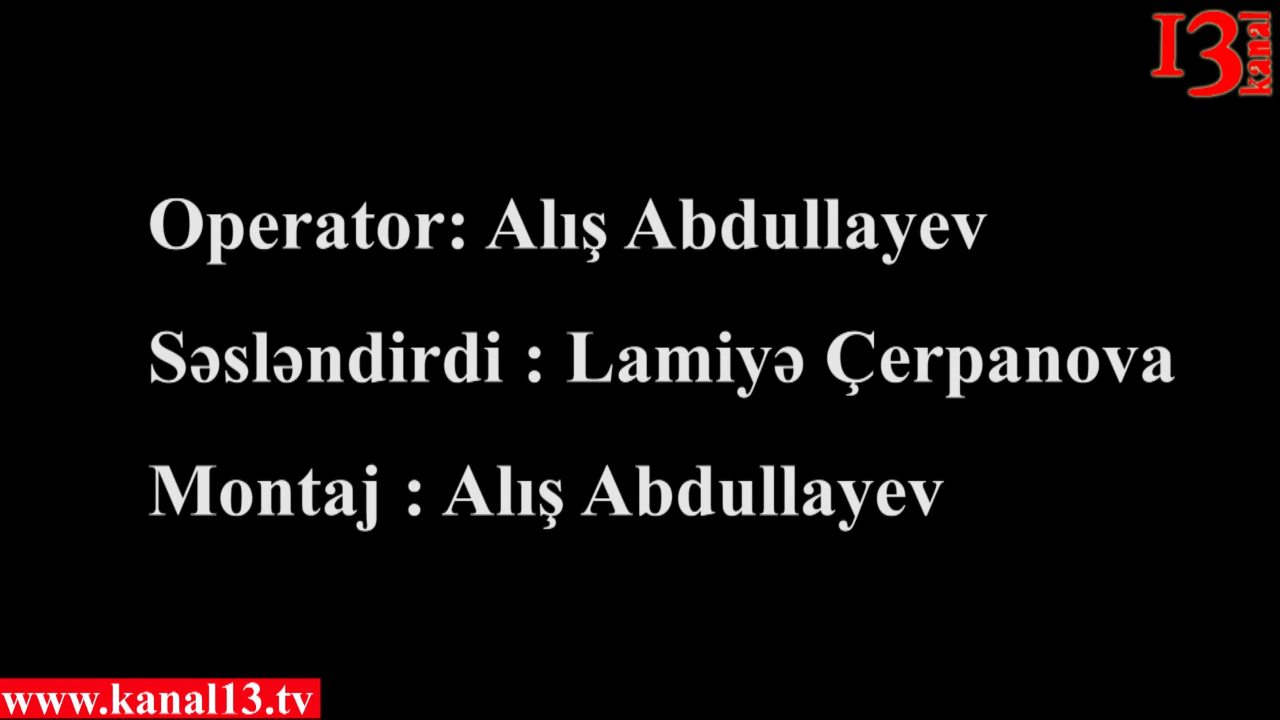 13 kanal
Operator: Alış Abdullayev
Səsləndirdi : Lamiyə Çerpanova
Montaj : Alış Abdullayev
www.kanal13.tv